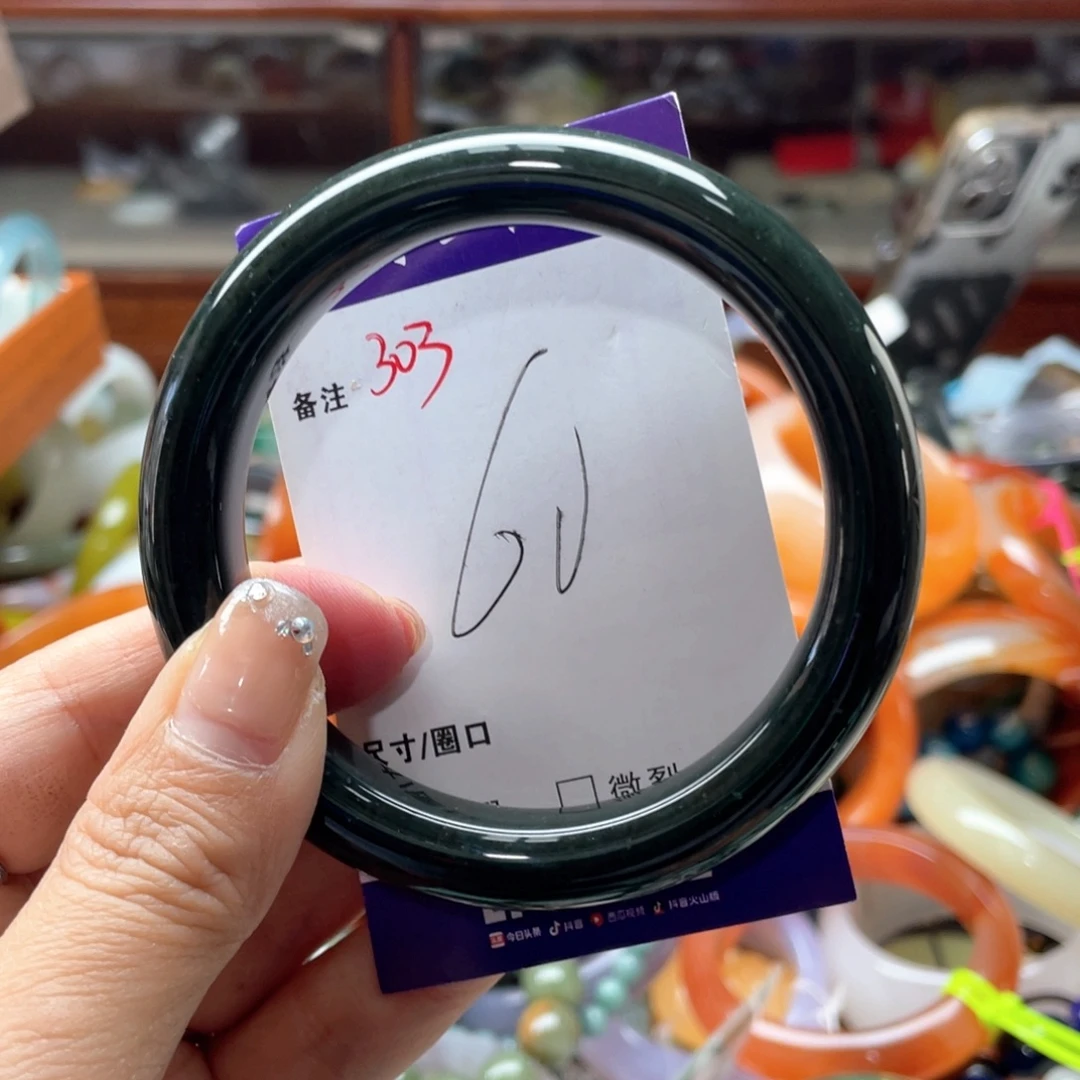 备注 303
60
尺寸/圈口
□ 微裂
今日头条 抖音 西瓜视频 抖音火山版